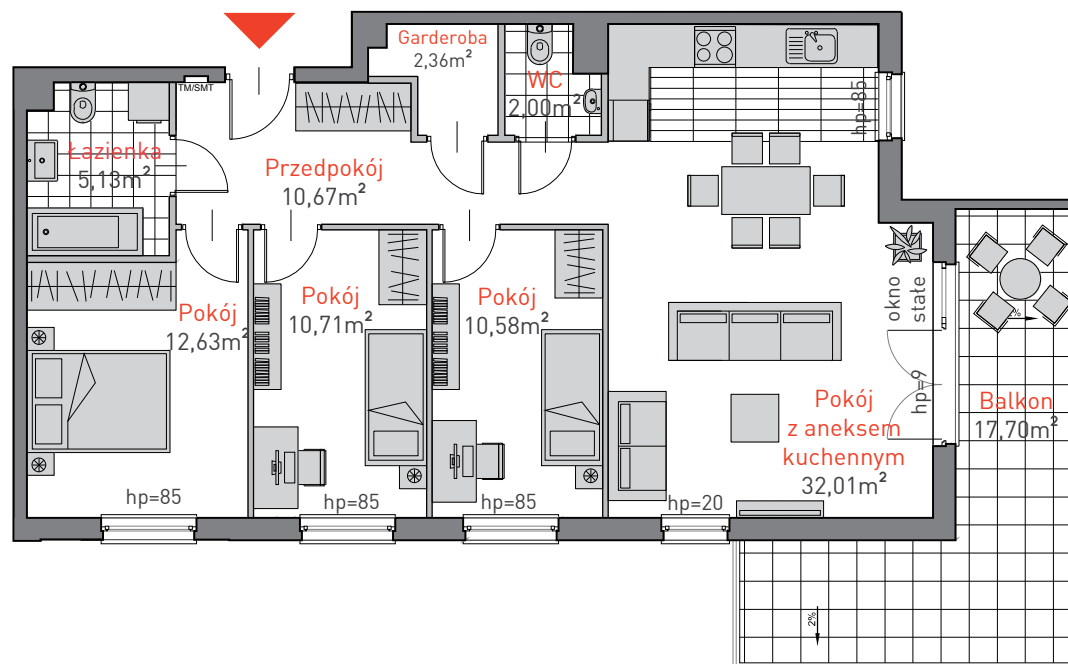 Garderoba
2,36m²
WC
2,00m²
TM/SMT
hp=85
Łazienka
5,13m²
Przedpokój
10,67m²
Pokój
12,63m²
Pokój
10,71m²
Pokój
10,58m²
okno
stałe
2%
hp=9
Pokój
z aneksem
kuchennym
32,01m²
Balkon
17,70m²
hp=85
hp=85
hp=85
hp=20
2%